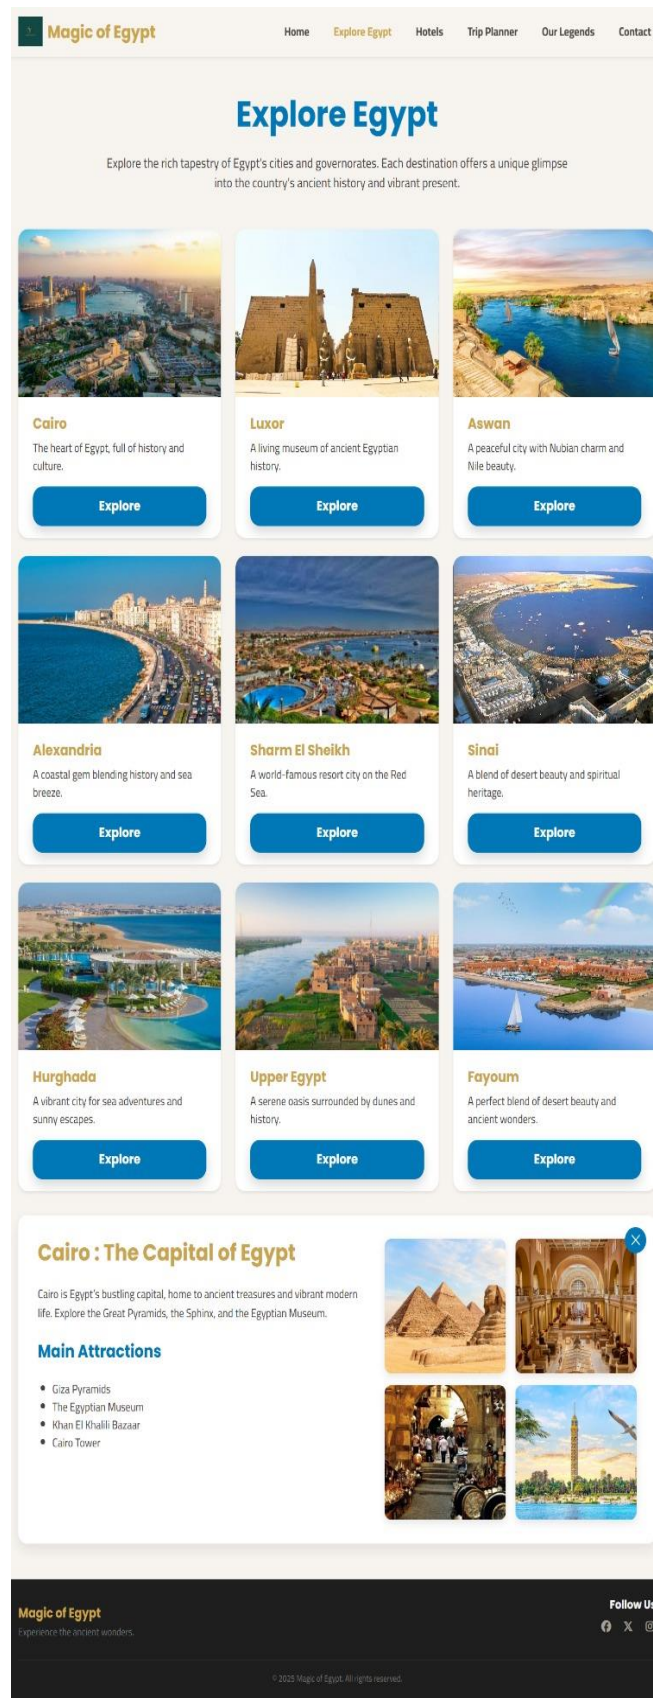 Magic of Egypt
Home Explore Egypt Hotels Trip Planner Our Legends Contact
Explore Egypt
Explore the rich tapestry of Egypt's cities and governorates. Each destination offers a unique glimpse
into the country's ancient history and vibrant present.
Cairo
The heart of Egypt, full of history and
culture.
Explore
Luxor
A living museum of ancient Egyptian
history.
Explore
Aswan
A peaceful city with Nubian charm and
Nile beauty.
Explore
Alexandria
A coastal gem blending history and sea
breeze.
Explore
Sharm El Sheikh
A world-famous resort city on the Red
Sea.
Explore
Sinai
A blend of desert beauty and spiritual
heritage.
Explore
Hurghada
A vibrant city for sea adventures and
sunny escapes.
Explore
Upper Egypt
A serene oasis surrounded by dunes and
history.
Explore
Fayoum
A perfect blend of desert beauty and
ancient wonders.
Explore
Cairo : The Capital of Egypt
Cairo is Egypt's bustling capital, home to ancient treasures and vibrant modern
life. Explore the Great Pyramids, the Sphinx, and the Egyptian Museum.
Main Attractions
Giza Pyramids
The Egyptian Museum
Khan El Khalili Bazaar
Cairo Tower
Magic of Egypt
Experience the ancient wonders.
Follow Us
© 2025 Magic of Egypt. All rights reserved.